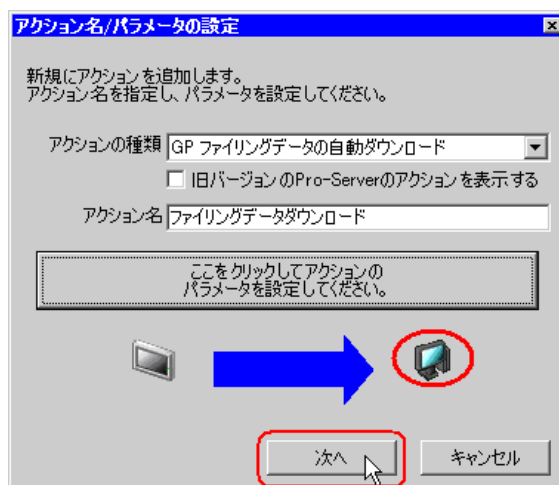 アクション名/パラメータの設定
新規にアクションを追加します。
アクション名を指定し、パラメータを設定してください。
アクションの種類 GP ファイリングデータの自動ダウンロード
旧バージョンのPro-Serverのアクションを表示する
アクション名 ファイリングデータダウンロード
ここをクリックしてアクションの
パラメータを設定してください。
次へ キャンセル